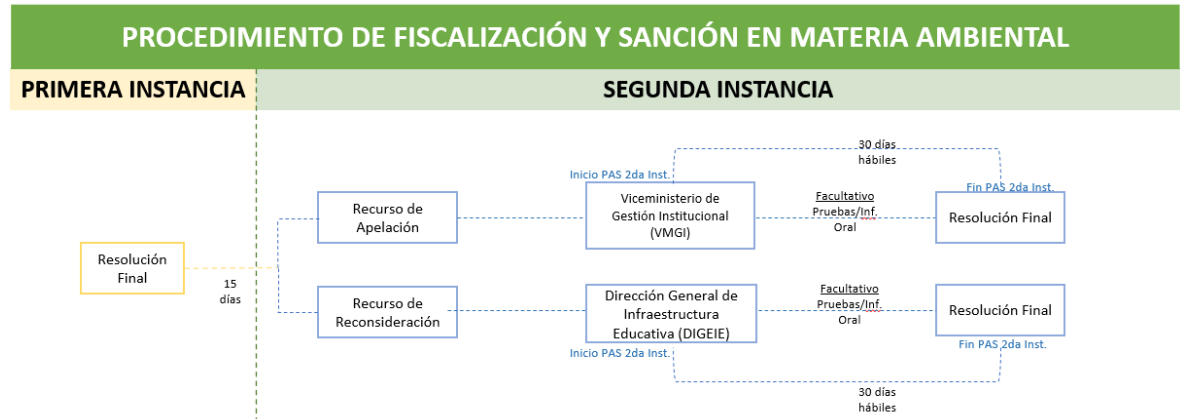 PROCEDIMIENTO DE FISCALIZACIÓN Y SANCIÓN EN MATERIA AMBIENTAL
PRIMERA INSTANCIA
SEGUNDA INSTANCIA
Resolución
Final
15
días
Recurso de
Apelación
Inicio PAS 2da Inst.
Viceministerio de
Gestión Institucional
(VMGI)
30 días
hábiles
Facultativo
Pruebas/Inf.
Oral
Fin PAS 2da Inst.
Resolución Final
Recurso de
Reconsideración
Dirección General de
Infraestructura
Educativa (DIGEIE)
Inicio PAS 2da Inst.
Facultativo
Pruebas/Inf.
Oral
Resolución Final
Fin PAS 2da Inst.
30 días
hábiles